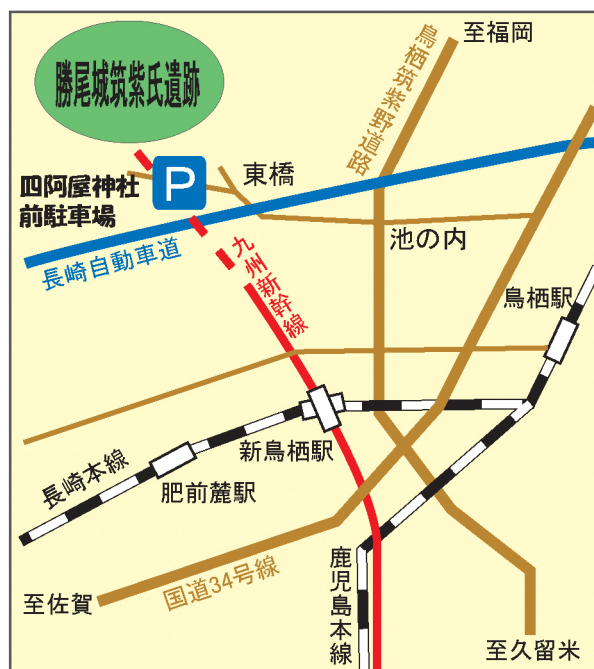 至福岡
勝尾城筑紫氏遺跡
鳥栖筑紫野道路
P
東橋
四阿屋神社
前駐車場
池の内
長崎自動車道
九州新幹線
鳥栖駅
新鳥栖駅
長崎本線
肥前麓駅
国道34号線
至佐賀
鹿児島本線
至久留米